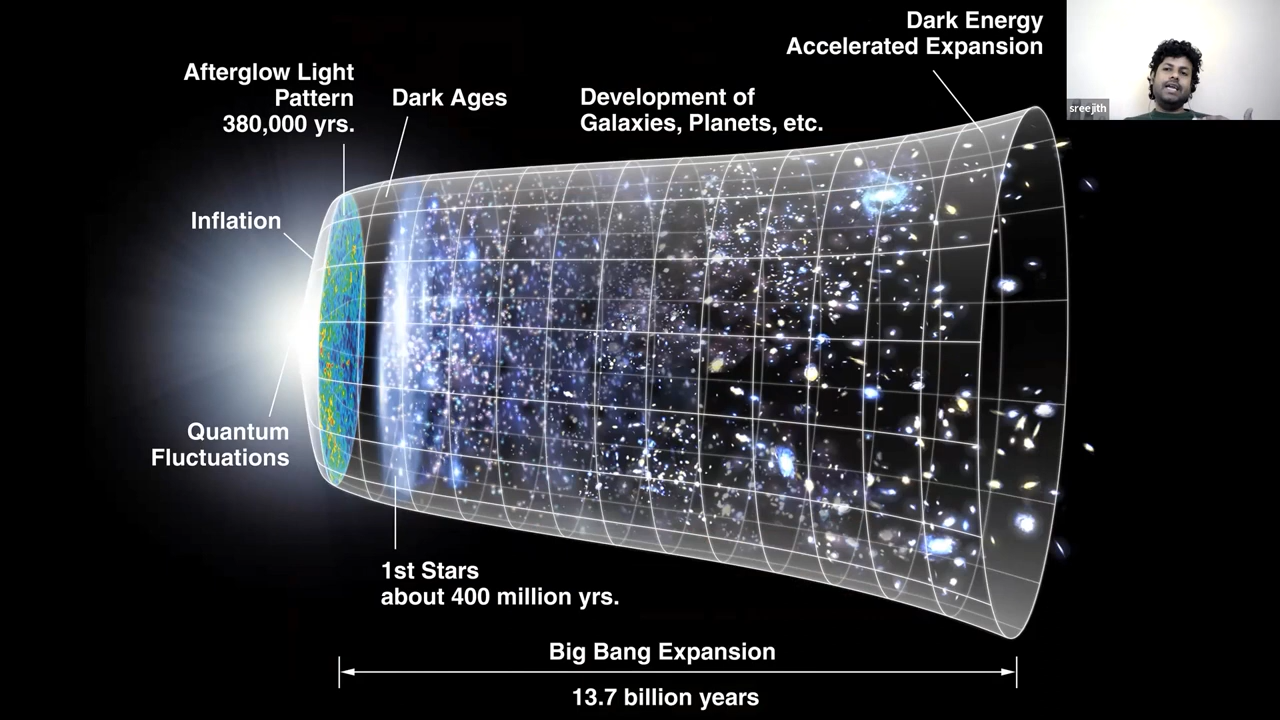 Dark Energy
Accelerated Expansion
Afterglow Light
Pattern
380,000 yrs.
Dark Ages
Development of
Galaxies, Planets, etc.
sreejith
Inflation
Quantum
Fluctuations
1st Stars
about 400 million yrs.
Big Bang Expansion
13.7 billion years